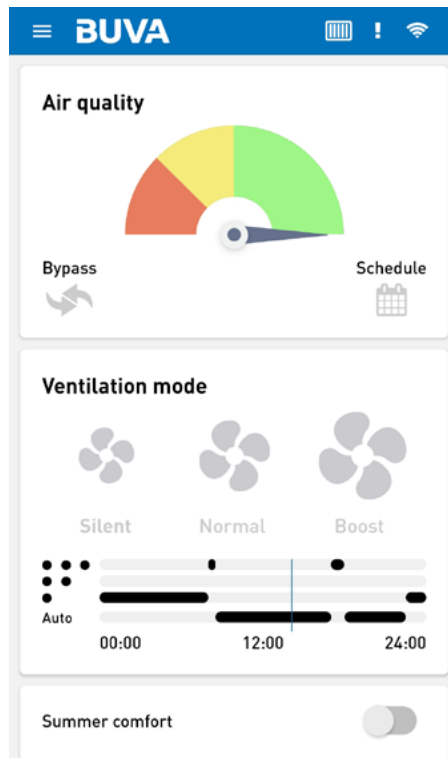 BUVA
!
Air quality
Bypass
Schedule
Ventilation mode
Silent Normal Boost
Auto
00:00 12:00 24:00
Summer comfort